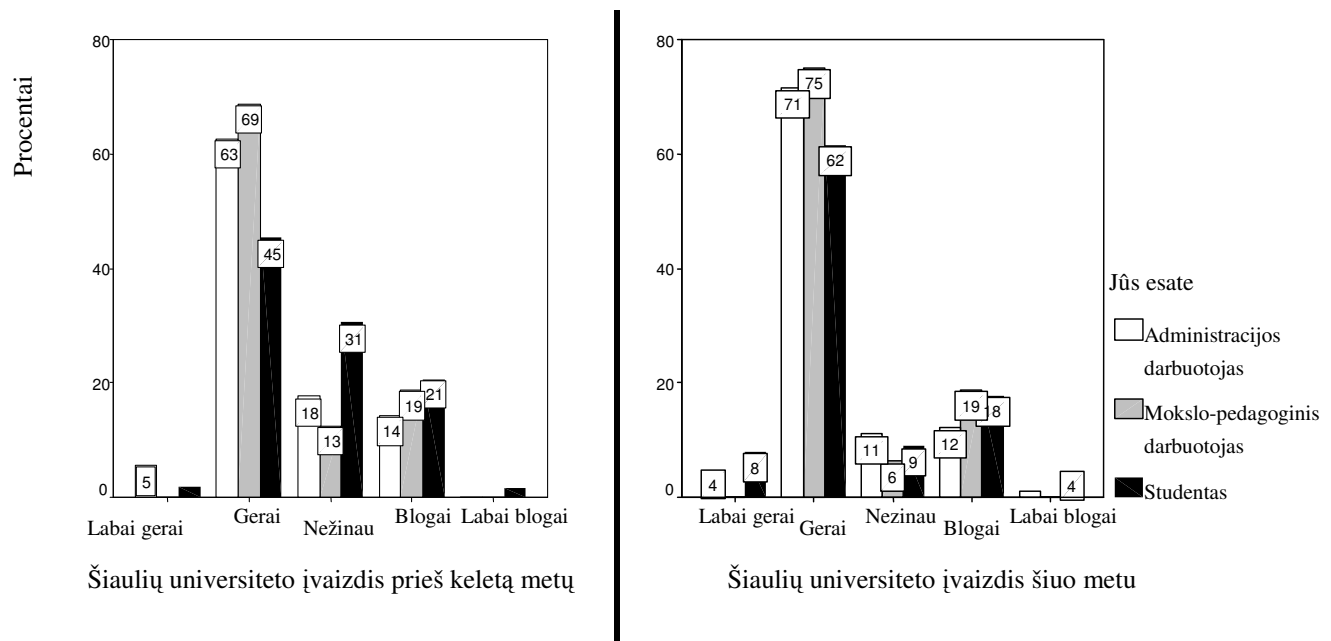 Procentai
80
60
40
20
0
5
63
69
45
18
13
31
14
19
21
Labai gerai
Gerai
Nežinau
Blogai
Labai blogai
Šiaulių universiteto įvaizdis prieš keletą metų
80
60
40
20
0
4
8
71
75
62
11
6
9
12
19
18
4
Labai gerai
Gerai
Nezinau
Blogai
Labai blogai
Šiaulių universiteto įvaizdis šiuo metu
Jûs esate
Administracijos
darbuotojas
Mokslo-pedagoginis
darbuotojas
Studentas